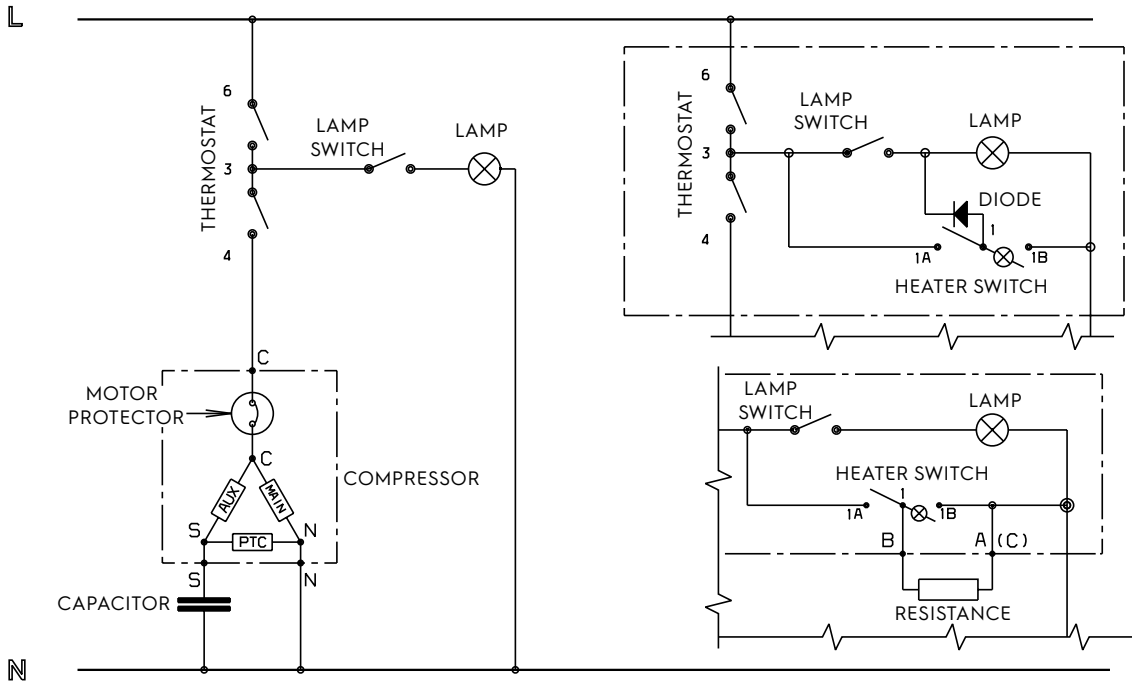 L
6
THERMOSTAT
3
4
LAMP
SWITCH
LAMP
C
MOTOR
PROTECTOR
C
COMPRESSOR
AUX
MAIN
S
PTC
N
S
N
CAPACITOR
N
6
THERMOSTAT
3
4
LAMP
SWITCH
LAMP
DIODE
1
1A
1B
HEATER SWITCH
LAMP
SWITCH
LAMP
HEATER SWITCH
1
1A
1B
B
A (C)
RESISTANCE